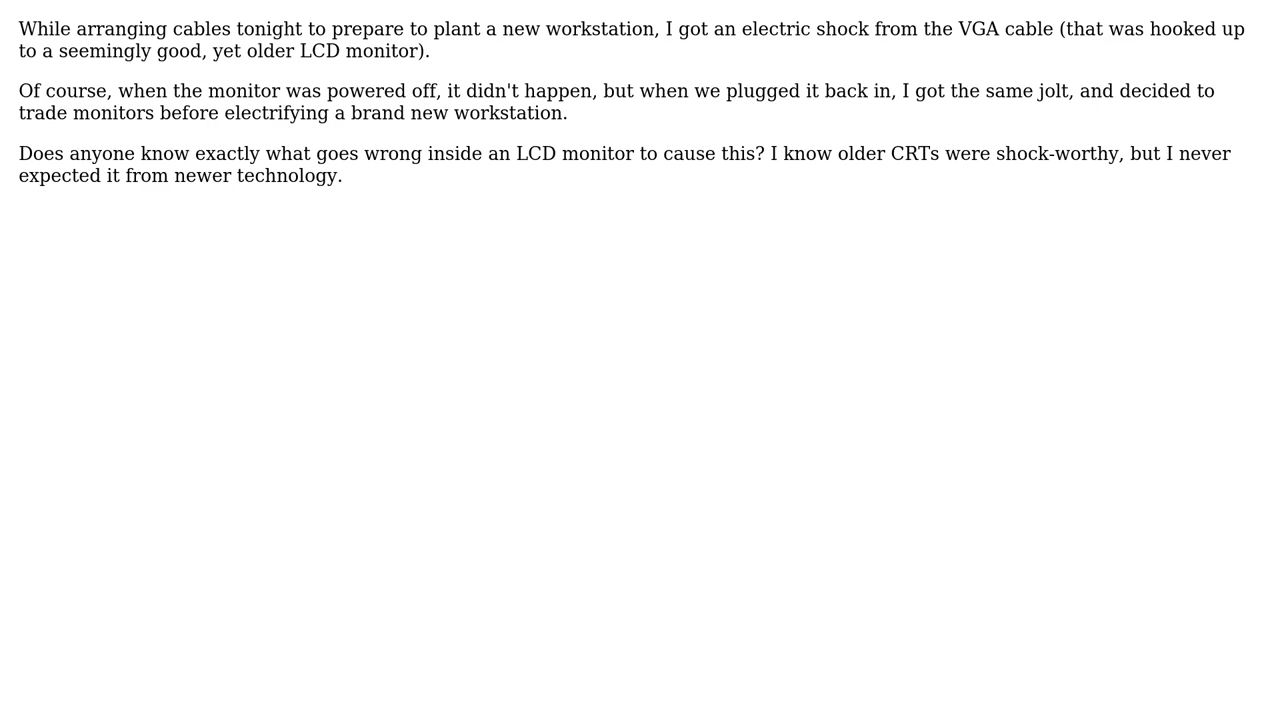 While arranging cables tonight to prepare to plant a new workstation, I got an electric shock from the VGA cable (that was hooked up
to a seemingly good, yet older LCD monitor).
Of course, when the monitor was powered off, it didn't happen, but when we plugged it back in, I got the same jolt, and decided to
trade monitors before electrifying a brand new workstation.
Does anyone know exactly what goes wrong inside an LCD monitor to cause this? I know older CRTs were shock-worthy, but I never
expected it from newer technology.